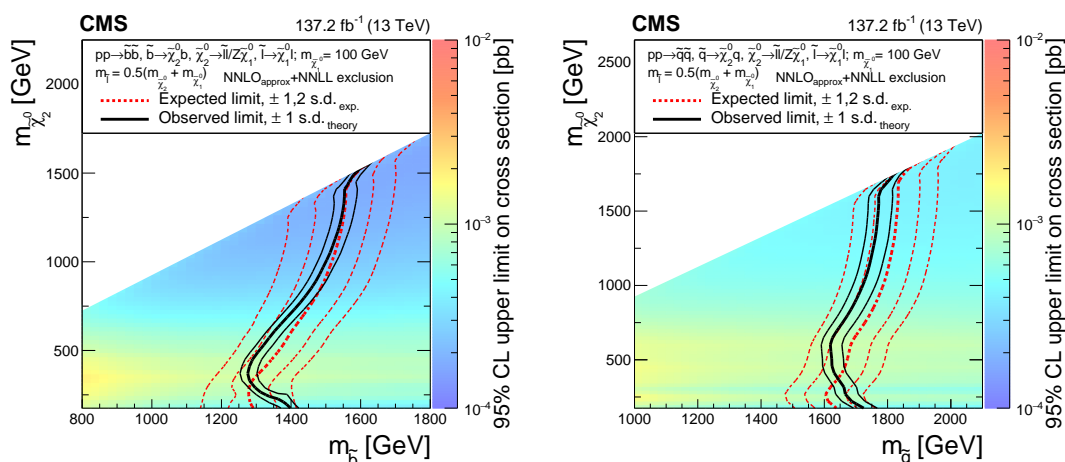 CMS 137.2 fb⁻¹ (13 TeV)
pp→b̃b̃, b̃→χ̃⁰₂b, χ̃⁰₂→l̃l/Zχ̃⁰₁, l̃→χ̃⁰₁l; m_χ̃⁰₁ = 100 GeV
m_l̃ = 0.5(m_χ̃⁰₂ + m_χ̃⁰₁) NNLO_approx+NNLL exclusion
Expected limit, ± 1,2 s.d._exp.
Observed limit, ± 1 s.d._theory
m_χ̃⁰₂ [GeV]
2000
1500
1000
500
800 1000 1200 1400 1600 1800
m_b̃ [GeV]
10⁻²
10⁻³
10⁻⁴
95% CL upper limit on cross section [pb]
CMS 137.2 fb⁻¹ (13 TeV)
pp→q̃q̃, q̃→χ̃⁰₂q, χ̃⁰₂→l̃l/Zχ̃⁰₁, l̃→χ̃⁰₁l; m_χ̃⁰₁ = 100 GeV
m_l̃ = 0.5(m_χ̃⁰₂ + m_χ̃⁰₁) NNLO_approx+NNLL exclusion
Expected limit, ± 1,2 s.d._exp.
Observed limit, ± 1 s.d._theory
m_χ̃⁰₂ [GeV]
2500
2000
1500
1000
500
1000 1200 1400 1600 1800 2000
m_q̃ [GeV]
10⁻²
10⁻³
10⁻⁴
95% CL upper limit on cross section [pb]